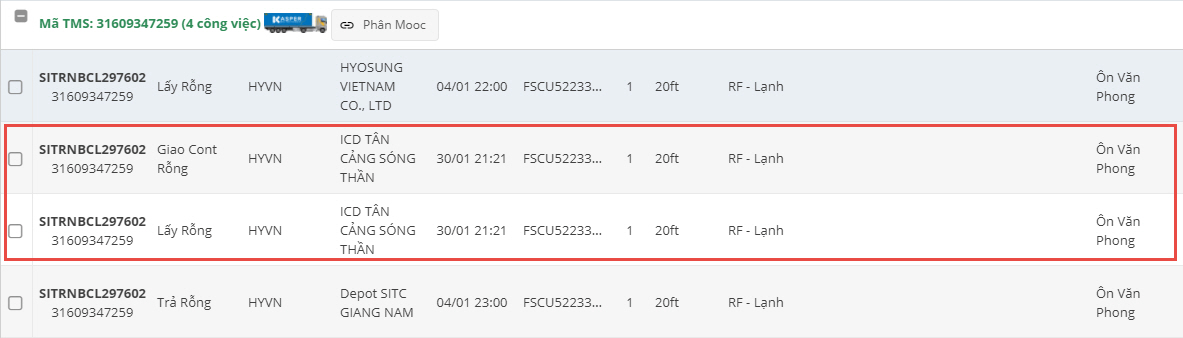 Mã TMS: 31609347259 (4 công việc) KASPER Phân Mooc
SITRNBCL297602
31609347259
Lấy Rỗng
HYVN
HYOSUNG
VIETNAM
CO., LTD
04/01 22:00
FSCU52233...
1
20ft
RF - Lạnh
Ôn Văn
Phong
SITRNBCL297602
31609347259
Giao Cont
Rỗng
HYVN
ICD TÂN
CẢNG SÓNG
THẦN
30/01 21:21
FSCU52233...
1
20ft
RF - Lạnh
Ôn Văn
Phong
SITRNBCL297602
31609347259
Lấy Rỗng
HYVN
ICD TÂN
CẢNG SÓNG
THẦN
30/01 21:21
FSCU52233...
1
20ft
RF - Lạnh
Ôn Văn
Phong
SITRNBCL297602
31609347259
Trả Rỗng
HYVN
Depot SITC
GIANG NAM
04/01 23:00
FSCU52233...
1
20ft
RF - Lạnh
Ôn Văn
Phong